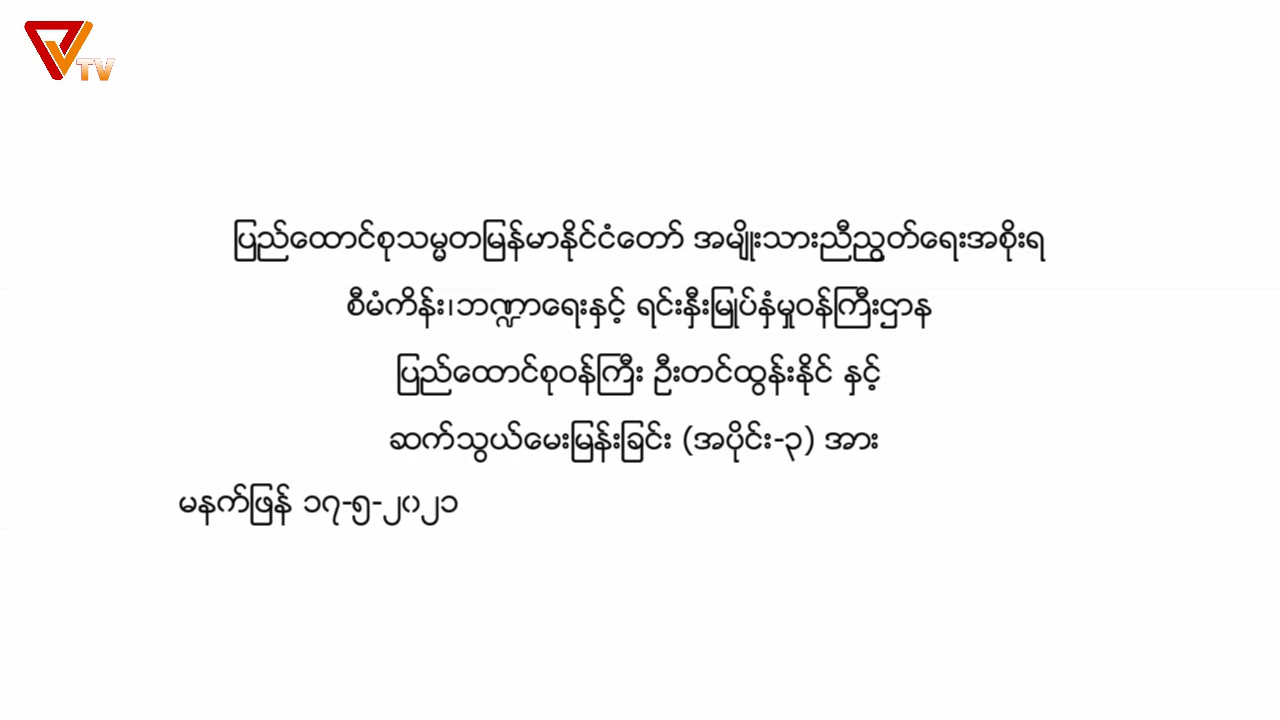 TV
ပြည်ထောင်စုသမ္မတမြန်မာနိုင်ငံတော် အမျိုးသားညီညွတ်ရေးအစိုးရ
စီမံကိန်း၊ဘဏ္ဍာရေးနှင့် ရင်းနှီးမြှုပ်နှံမှုဝန်ကြီးဌာန
ပြည်ထောင်စုဝန်ကြီး ဦးတင်ထွန်းနိုင် နှင့်
ဆက်သွယ်မေးမြန်းခြင်း (အပိုင်း-၃) အား
မနက်ဖြန် ၁၇-၅-၂၀၂၁